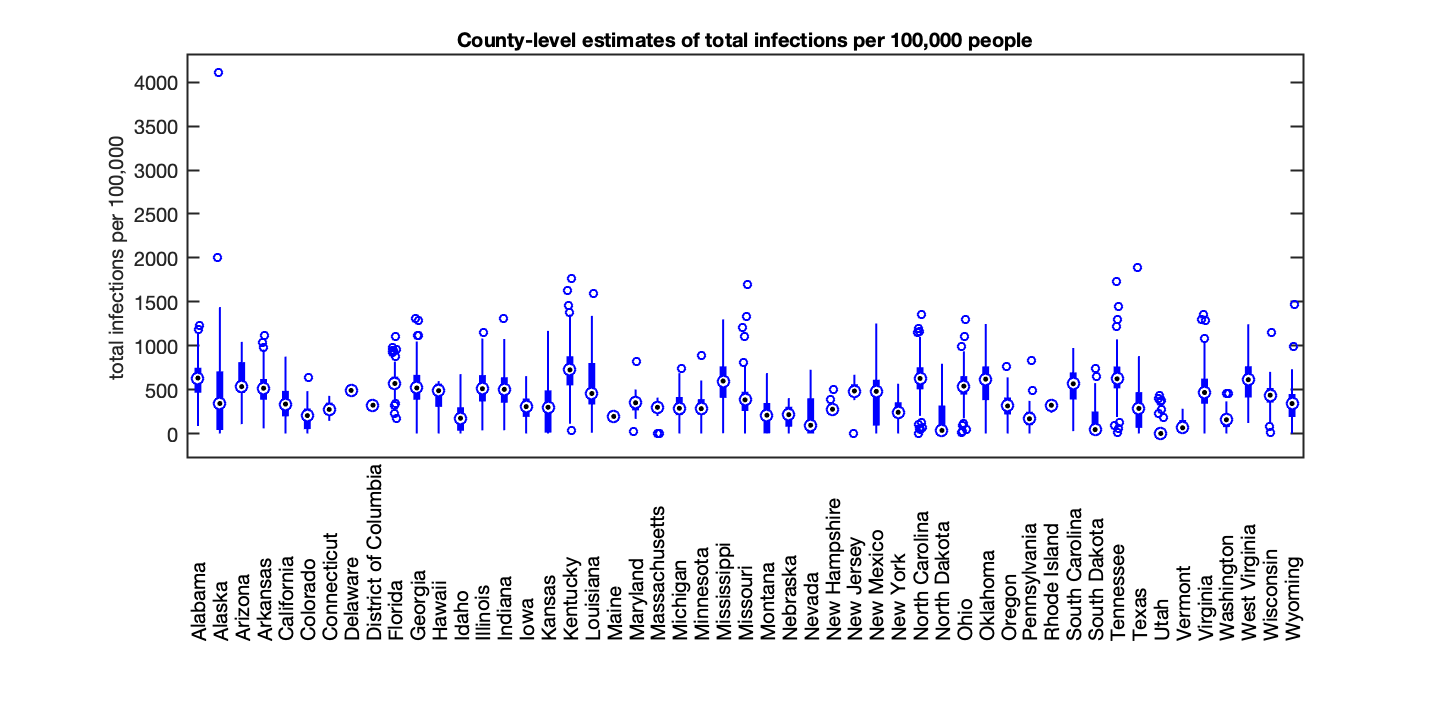 County-level estimates of total infections per 100,000 people
total infections per 100,000
4000
3500
3000
2500
2000
1500
1000
500
0
Alabama
Alaska
Arizona
Arkansas
California
Colorado
Connecticut
Delaware
District of Columbia
Florida
Georgia
Hawaii
Idaho
Illinois
Indiana
Iowa
Kansas
Kentucky
Louisiana
Maine
Maryland
Massachusetts
Michigan
Minnesota
Mississippi
Missouri
Montana
Nebraska
Nevada
New Hampshire
New Jersey
New Mexico
New York
North Carolina
North Dakota
Ohio
Oklahoma
Oregon
Pennsylvania
Rhode Island
South Carolina
South Dakota
Tennessee
Texas
Utah
Vermont
Virginia
Washington
West Virginia
Wisconsin
Wyoming